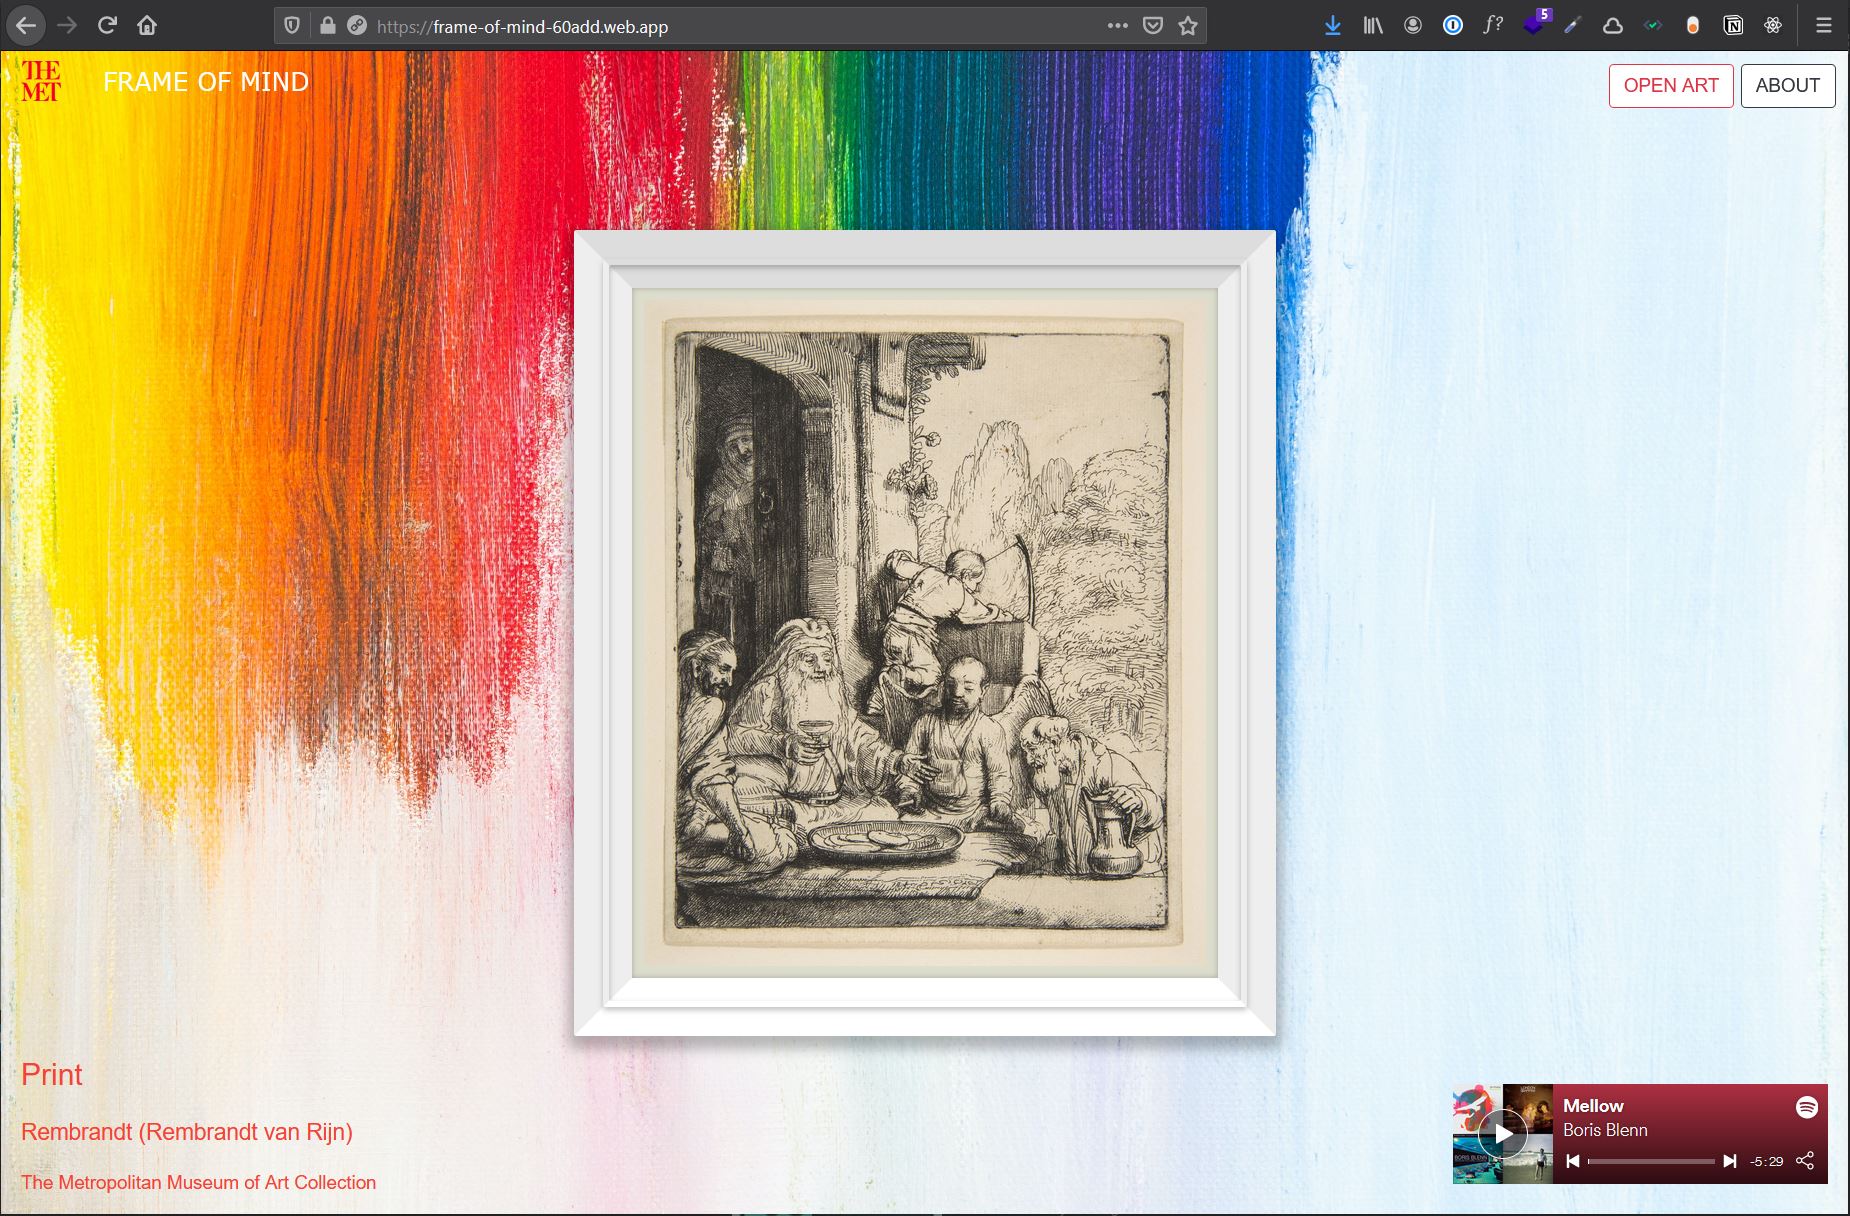 https://frame-of-mind-60add.web.app
f?
5
THE
MET
FRAME OF MIND
OPEN ART
ABOUT
Print
Rembrandt (Rembrandt van Rijn)
The Metropolitan Museum of Art Collection
Mellow
Boris Blenn
-5:29